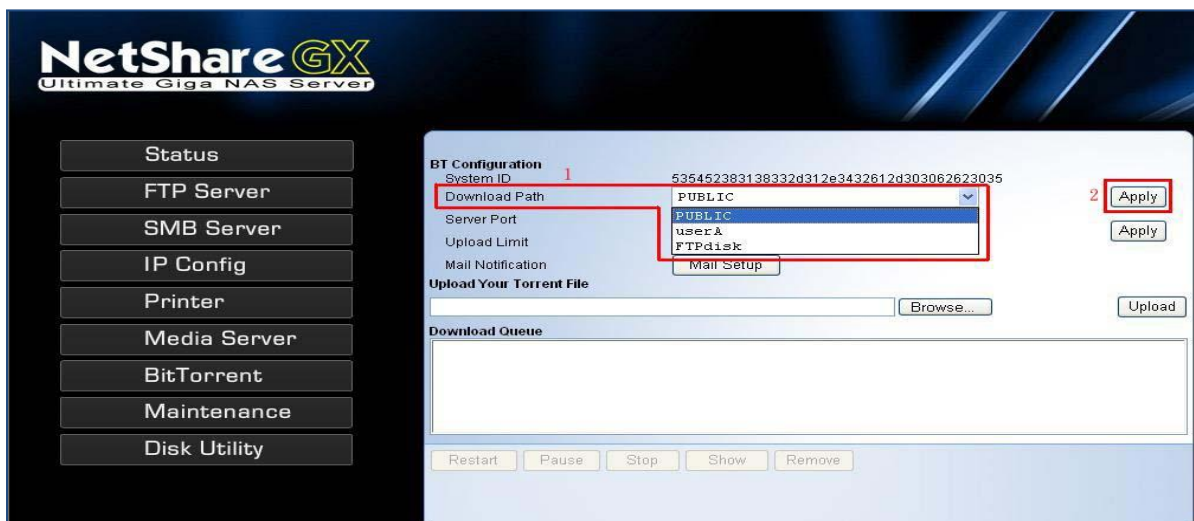 NetShare GX
Ultimate Giga NAS Server
Status
FTP Server
SMB Server
IP Config
Printer
Media Server
BitTorrent
Maintenance
Disk Utility
BT Configuration
System ID 1 535452383138332d312e3432612d303062623035
Download Path PUBLIC 2 Apply
Server Port PUBLIC
userA Apply
Upload Limit FTPdisk
Mail Notification Mail Setup
Upload Your Torrent File
Browse... Upload
Download Queue
Restart Pause Stop Show Remove